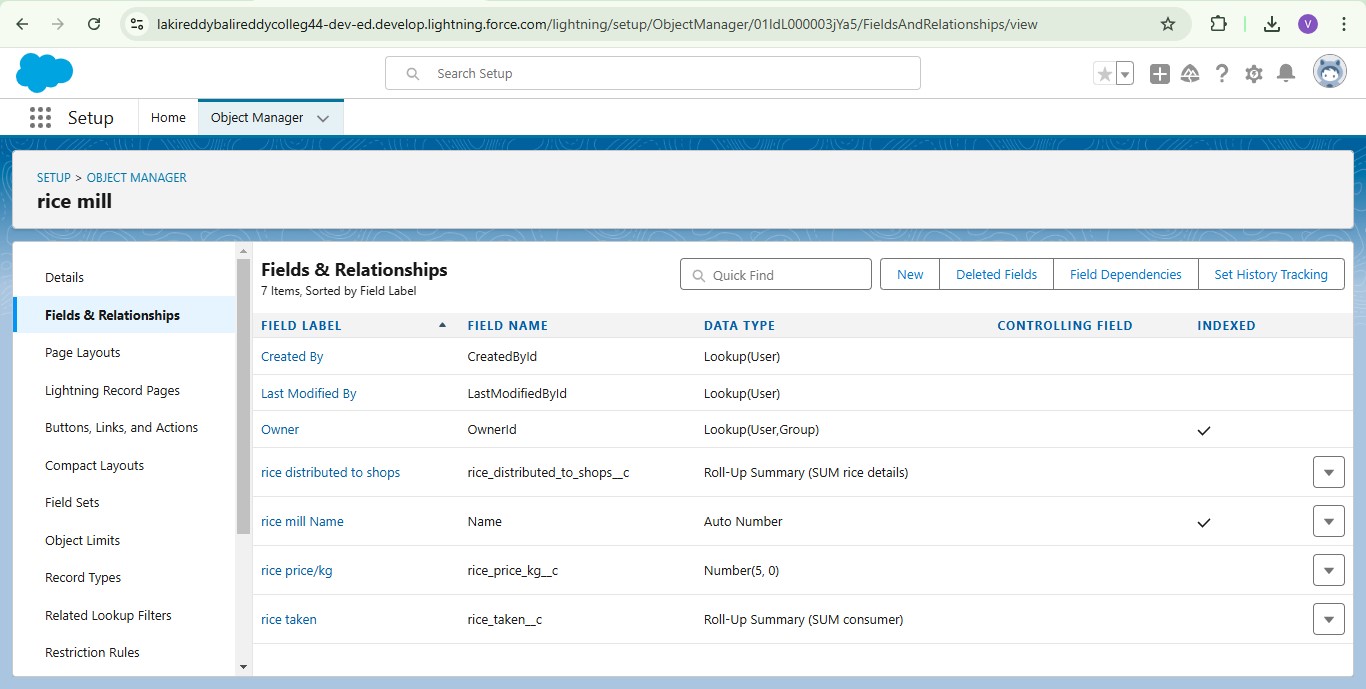 lakireddybalireddycolleg44-dev-ed.develop.lightning.force.com/lightning/setup/ObjectManager/01IdL000003jYa5/FieldsAndRelationships/view
V
Search Setup
Setup
Home
Object Manager
SETUP > OBJECT MANAGER
rice mill
Details
Fields & Relationships
Page Layouts
Lightning Record Pages
Buttons, Links, and Actions
Compact Layouts
Field Sets
Object Limits
Record Types
Related Lookup Filters
Restriction Rules
Fields & Relationships
7 Items, Sorted by Field Label
Quick Find
New
Deleted Fields
Field Dependencies
Set History Tracking
FIELD LABEL FIELD NAME DATA TYPE CONTROLLING FIELD INDEXED
Created By CreatedById Lookup(User)
Last Modified By LastModifiedById Lookup(User)
Owner OwnerId Lookup(User,Group)
rice distributed to shops rice_distributed_to_shops__c Roll-Up Summary (SUM rice details)
rice mill Name Name Auto Number
rice price/kg rice_price_kg__c Number(5, 0)
rice taken rice_taken__c Roll-Up Summary (SUM consumer)